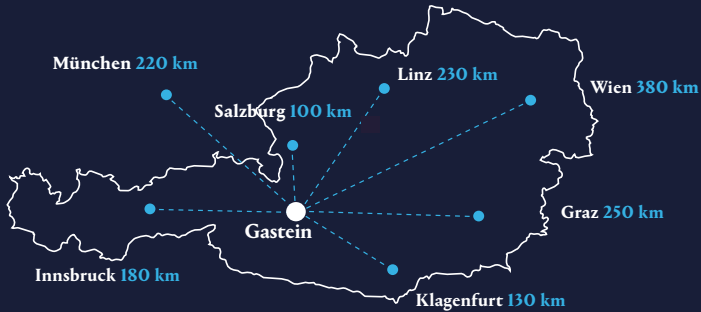 München 220 km
Linz 230 km
Wien 380 km
Salzburg 100 km
Graz 250 km
Gastein
Innsbruck 180 km
Klagenfurt 130 km